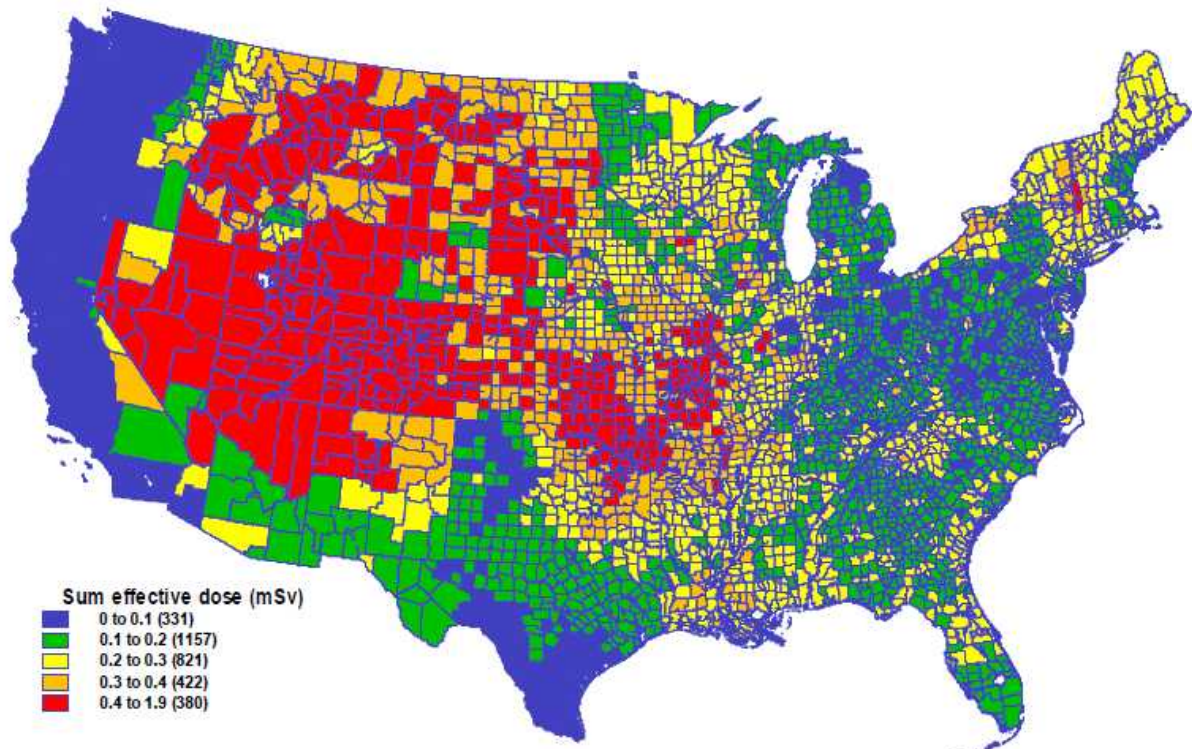 Sum effective dose (mSv)
0 to 0.1 (331)
0.1 to 0.2 (1157)
0.2 to 0.3 (821)
0.3 to 0.4 (422)
0.4 to 1.9 (380)